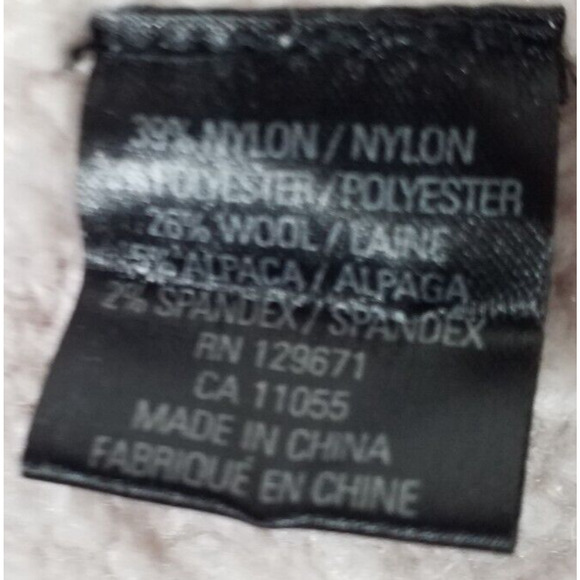 39% NYLON / NYLON
POLYESTER / POLYESTER
26% WOOL / LAINE
5% ALPACA / ALPAGA
2% SPANDEX / SPANDEX
RN 129671
CA 11055
MADE IN CHINA
FABRIQUÉ EN CHINE